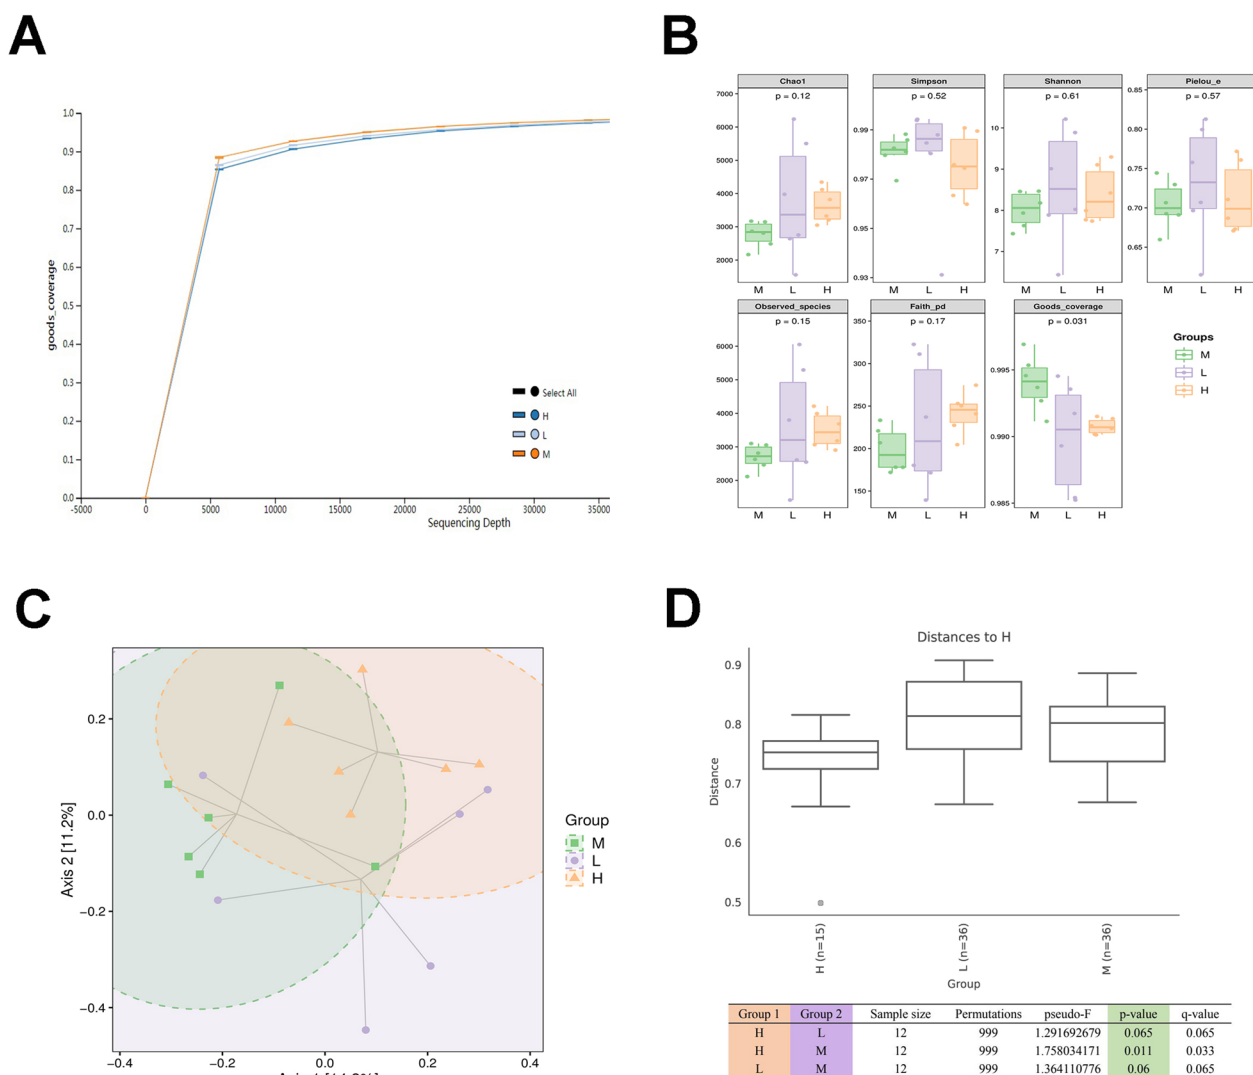 A
1.0
0.9
0.8
0.7
0.6
0.5
0.4
0.3
0.2
0.1
0.0
goods_coverage
-5000
0
5000
10000
15000
20000
25000
30000
35000
Sequencing Depth
Select All
H
L
M
B
Chao1
p = 0.12
7000
6000
5000
4000
3000
2000
M L H
Simpson
p = 0.52
0.99
0.97
0.95
0.93
M L H
Shannon
p = 0.61
10
9
8
7
M L H
Pielou_e
p = 0.57
0.85
0.80
0.75
0.70
0.65
M L H
Observed_species
p = 0.15
6000
5000
4000
3000
2000
M L H
Faith_pd
p = 0.17
350
300
250
200
150
M L H
Goods_coverage
p = 0.031
0.995
0.990
0.985
M L H
Groups
M
L
H
C
0.2
0.0
−0.2
−0.4
Axis 2 [11.2%]
−0.4
−0.2
0.0
0.2
0.4
Group
M
L
H
D
Distances to H
0.9
0.8
0.7
0.6
0.5
Distance
H (n=15)
L (n=36)
M (n=36)
Group
Group 1 Group 2 Sample size Permutations pseudo-F p-value q-value
H L 12 999 1.291692679 0.065 0.065
H M 12 999 1.758034171 0.011 0.033
L M 12 999 1.364110776 0.06 0.065